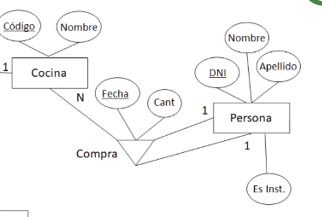 Código
Nombre
Nombre
1
Cocina
DNI
Apellido
N
Fecha
Cant
1
Persona
Compra
1
Es Inst.